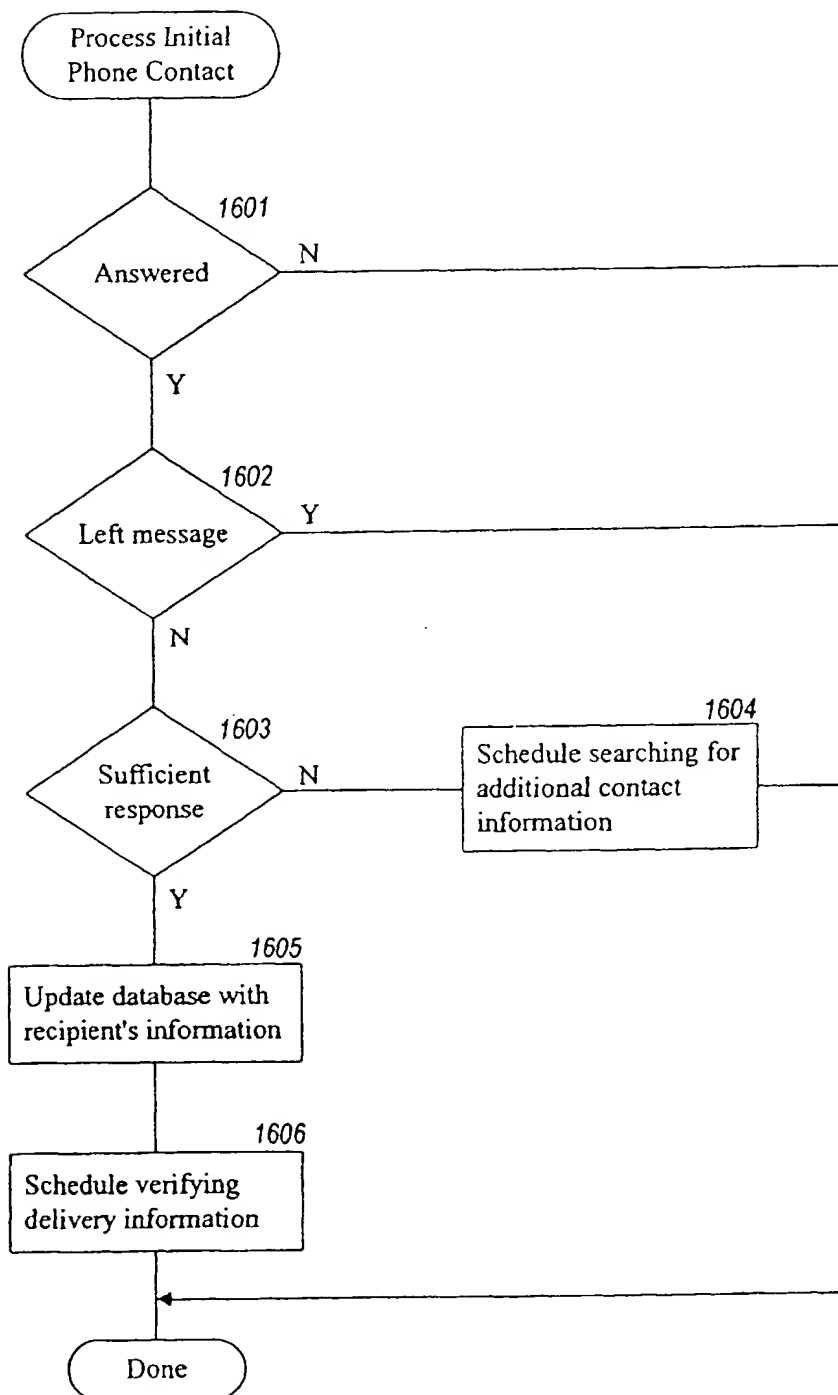 Process Initial
Phone Contact
1601
Answered
N
Y
1602
Left message
Y
N
1603
Sufficient
response
N
1604
Schedule searching for
additional contact
information
Y
1605
Update database with
recipient's information
1606
Schedule verifying
delivery information
Done